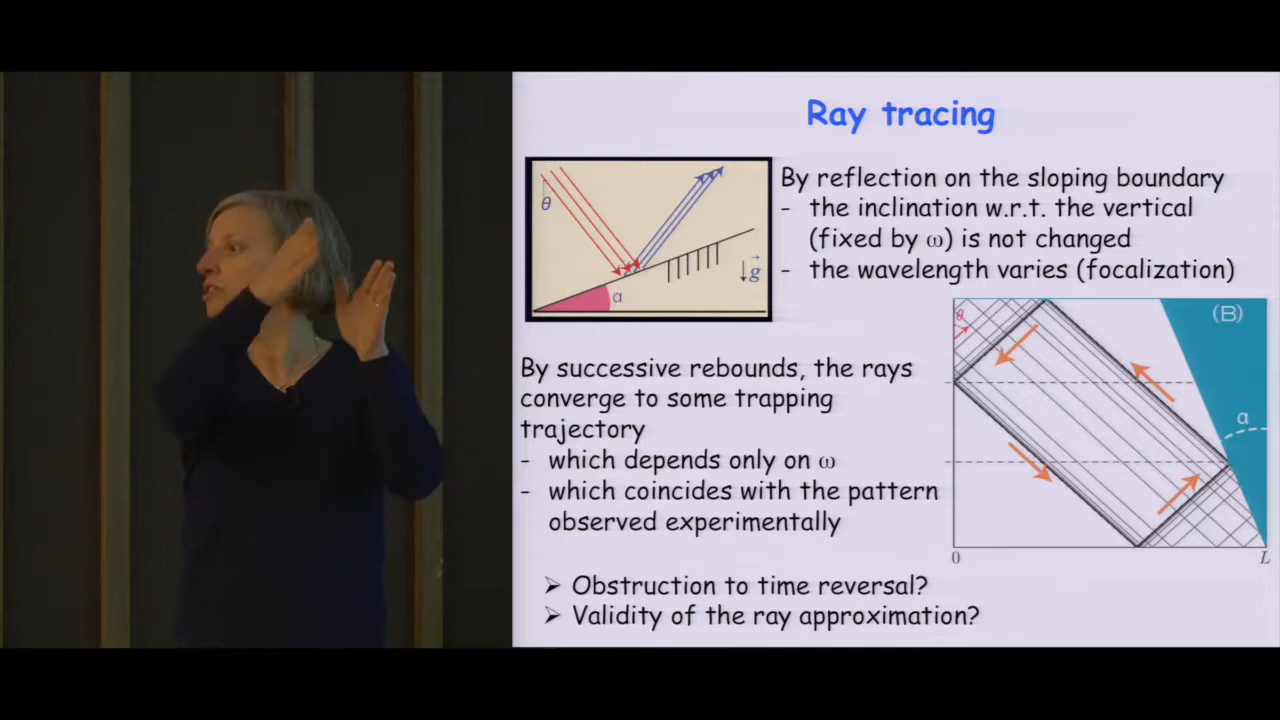 Ray tracing
θ
α
g
By reflection on the sloping boundary
- the inclination w.r.t. the vertical
(fixed by ω) is not changed
- the wavelength varies (focalization)
By successive rebounds, the rays
converge to some trapping
trajectory
- which depends only on ω
- which coincides with the pattern
observed experimentally
θ
(B)
α
0
L
➢ Obstruction to time reversal?
➢ Validity of the ray approximation?